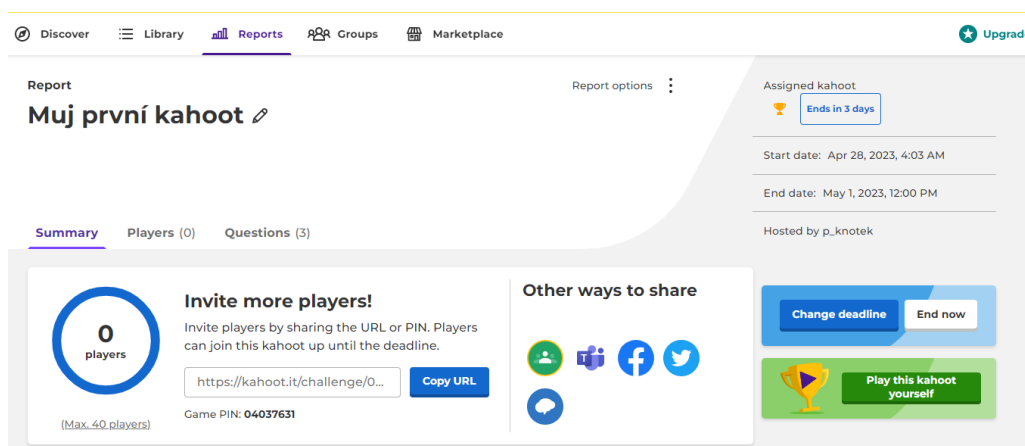 Discover Library Reports Groups Marketplace
Report
Report options
Muj první kahoot
Assigned kahoot
Ends in 3 days
Start date: Apr 28, 2023, 4:03 AM
End date: May 1, 2023, 12:00 PM
Hosted by p_knotek
Summary Players (0) Questions (3)
0
players
(Max. 40 players)
Invite more players!
Invite players by sharing the URL or PIN. Players
can join this kahoot up until the deadline.
https://kahoot.it/challenge/0...
Copy URL
Game PIN: 04037631
Other ways to share
Change deadline End now
Play this kahoot
yourself